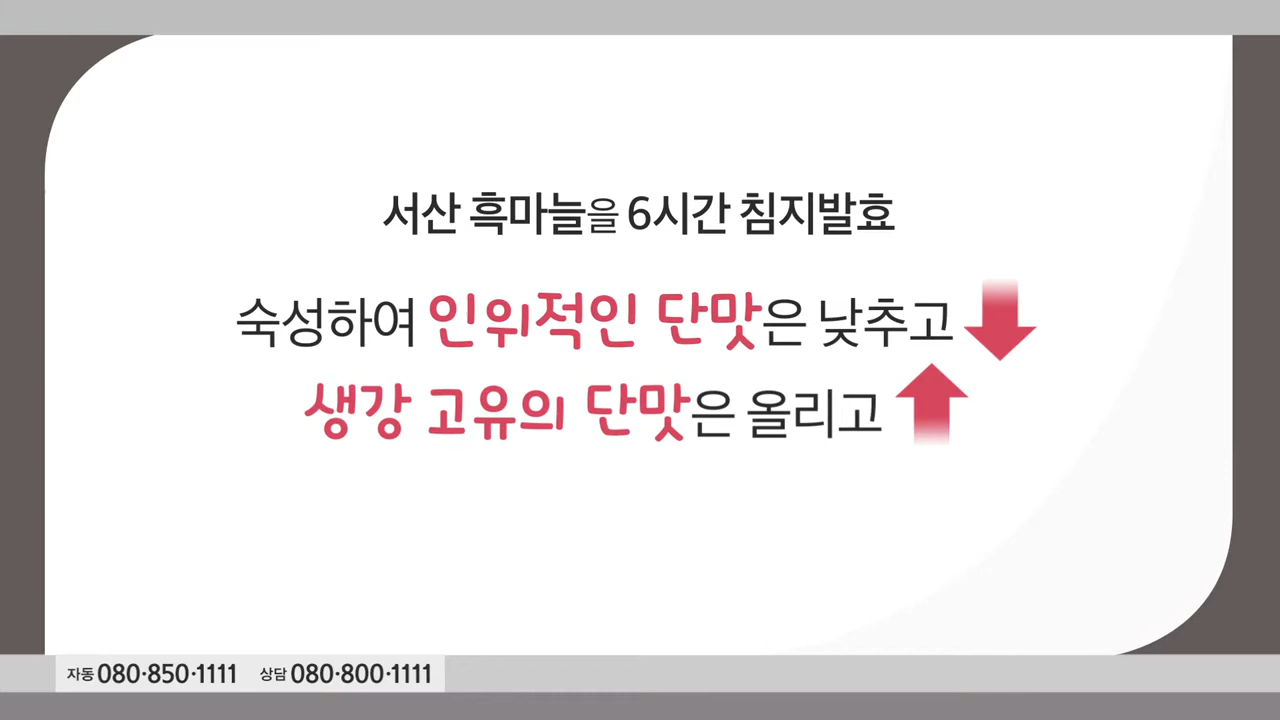 서산 흑마늘을 6시간 침지발효
숙성하여 인위적인 단맛은 낮추고
생강 고유의 단맛은 올리고
자동 080·850·1111 상담 080·800·1111